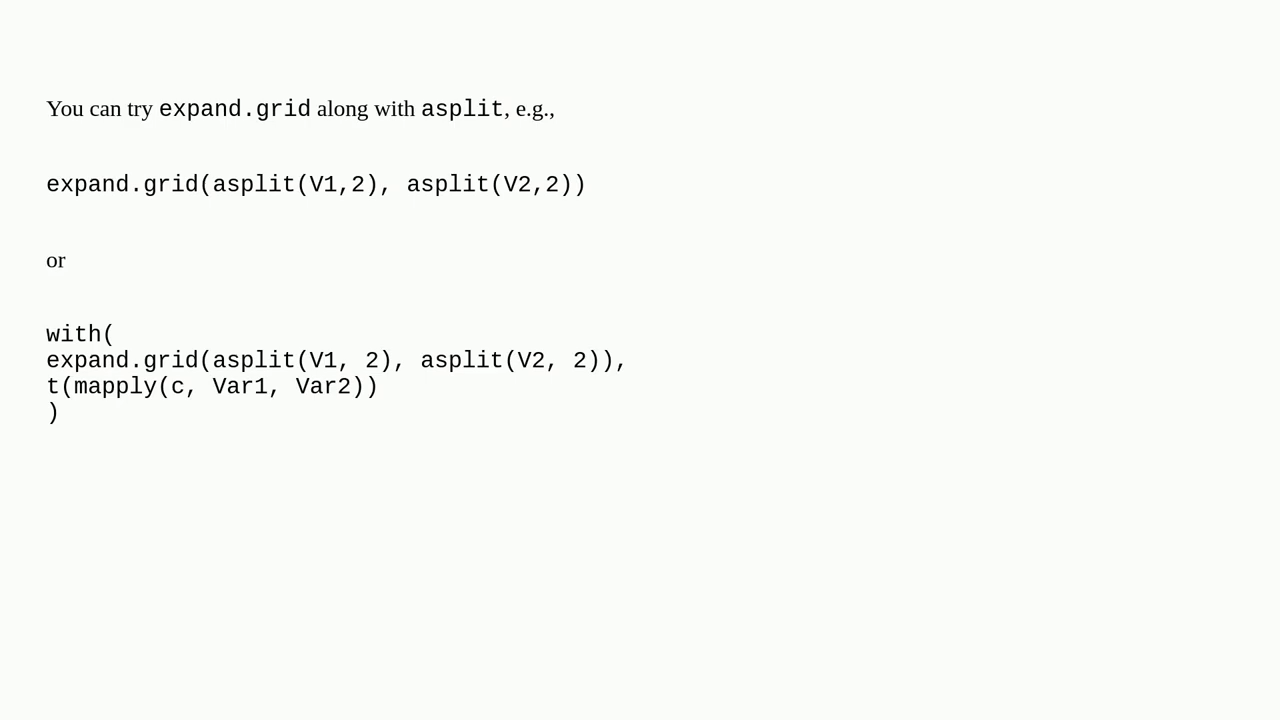 You can try expand.grid along with asplit, e.g.,
expand.grid(asplit(V1,2), asplit(V2,2))
or
with(
expand.grid(asplit(V1, 2), asplit(V2, 2)),
t(mapply(c, Var1, Var2))
)